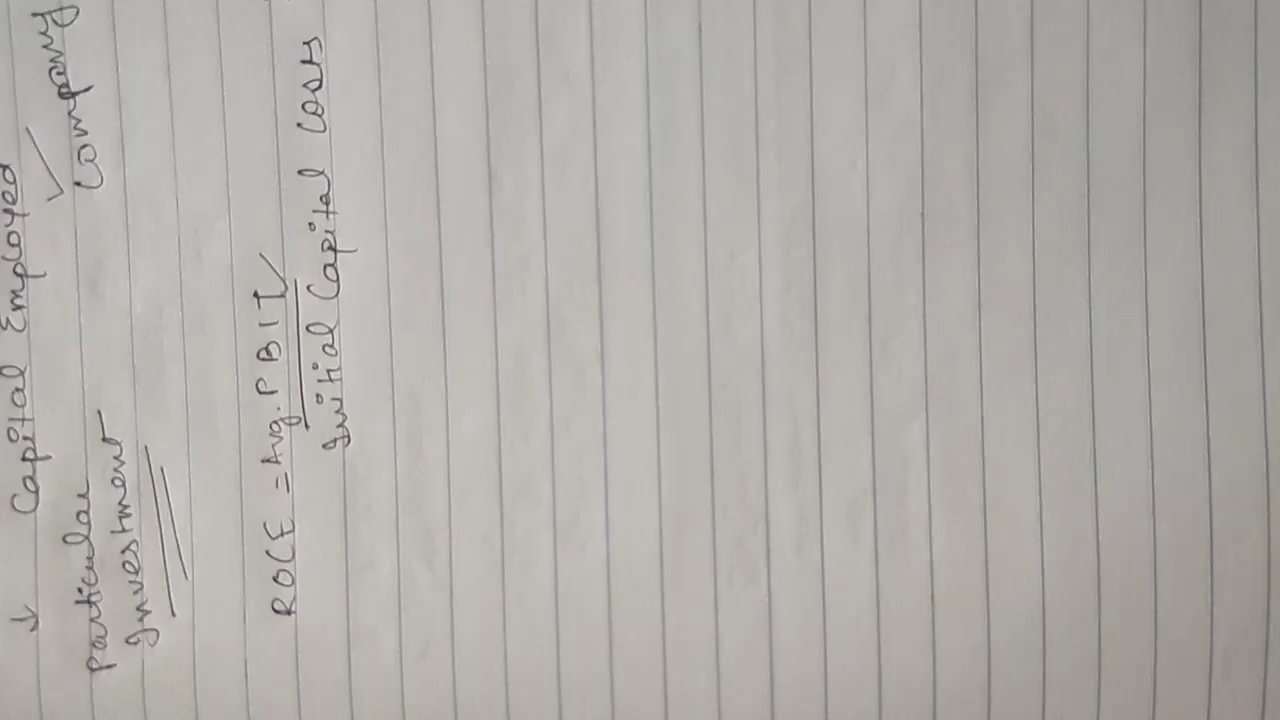 ↓ Capital Employed
Particular Company
Investment
ROCE = Avg. PBIT
Initial Capital Costs